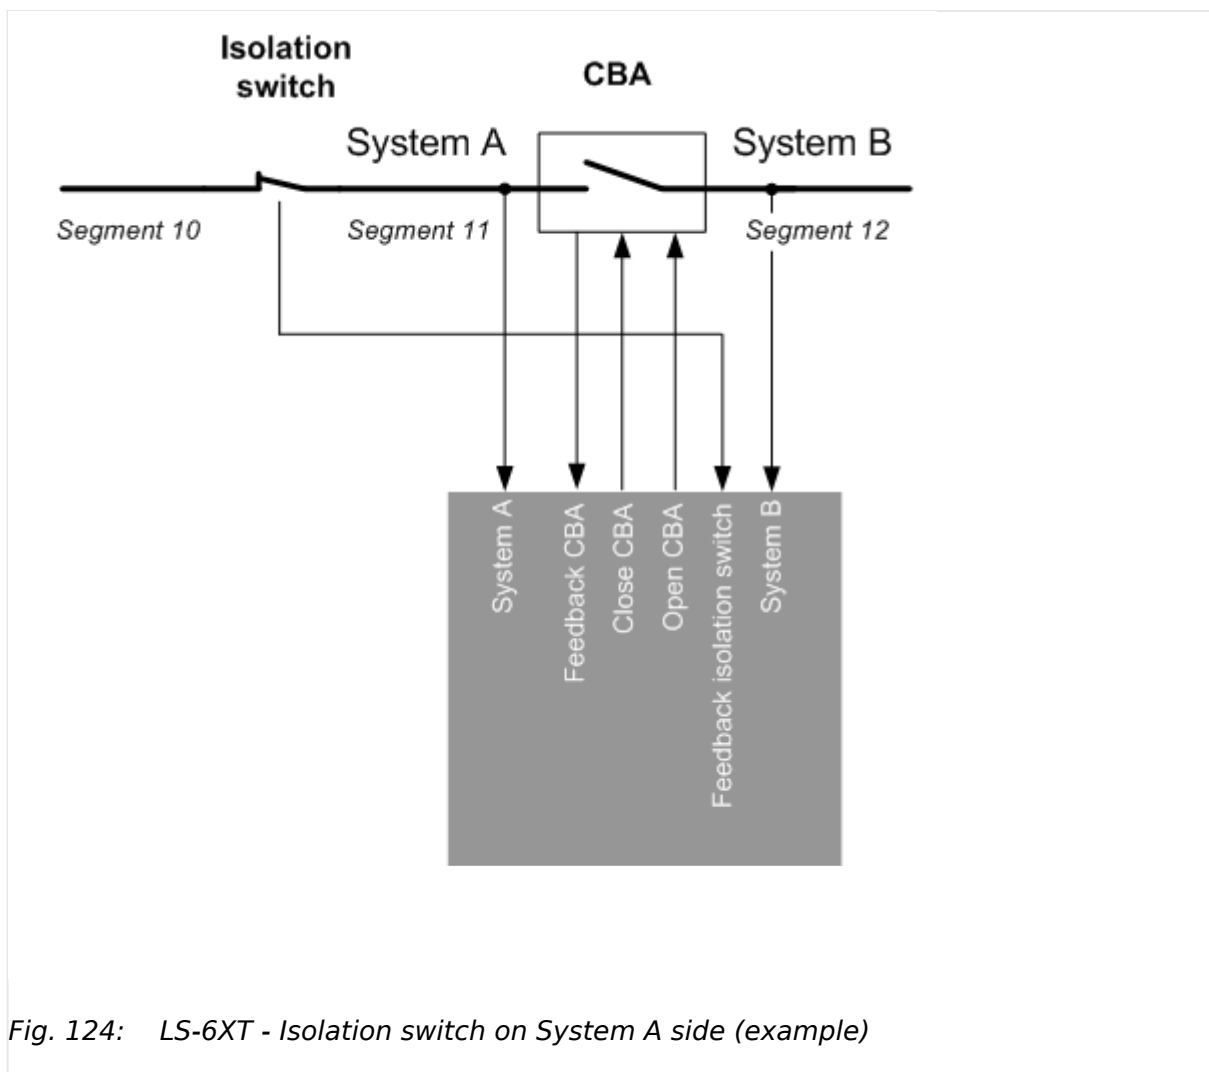 Isolation
switch
CBA
System A
System B
Segment 10
Segment 11
Segment 12
System A
Feedback CBA
Close CBA
Open CBA
Feedback isolation switch
System B
Fig. 124: LS-6XT - Isolation switch on System A side (example)